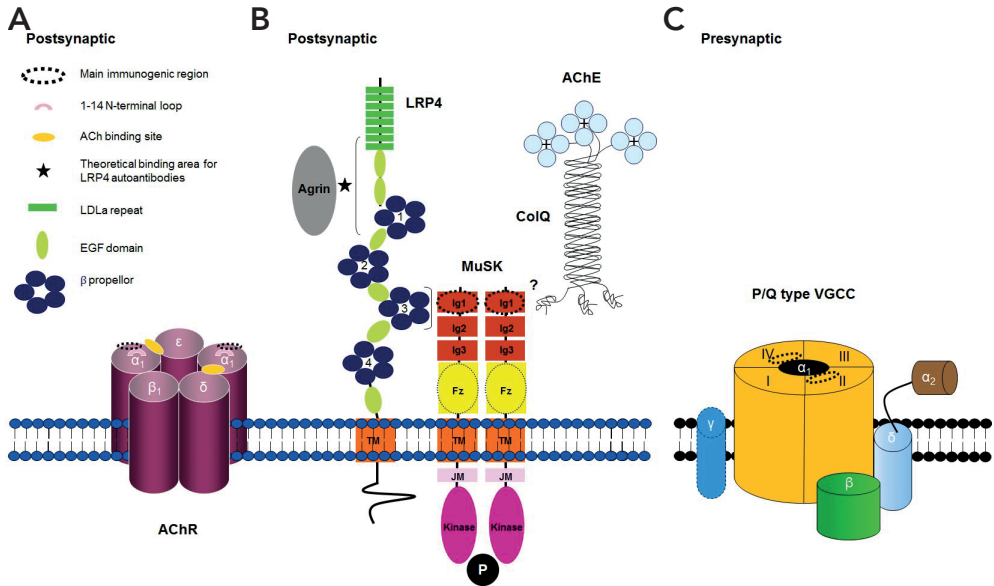 A
Postsynaptic
Main immunogenic region
1-14 N-terminal loop
ACh binding site
Theoretical binding area for
LRP4 autoantibodies
LDLa repeat
EGF domain
β propellor
ε
α1
α1
β1
δ
AChR
B
Postsynaptic
LRP4
Agrin
1
2
3
4
TM
AChE
ColQ
?
MuSK
Ig1
Ig1
Ig2
Ig2
Ig3
Ig3
Fz
Fz
TM
TM
JM
JM
Kinase
Kinase
P
C
Presynaptic
P/Q type VGCC
IV
III
α1
I
II
α2
γ
δ
β